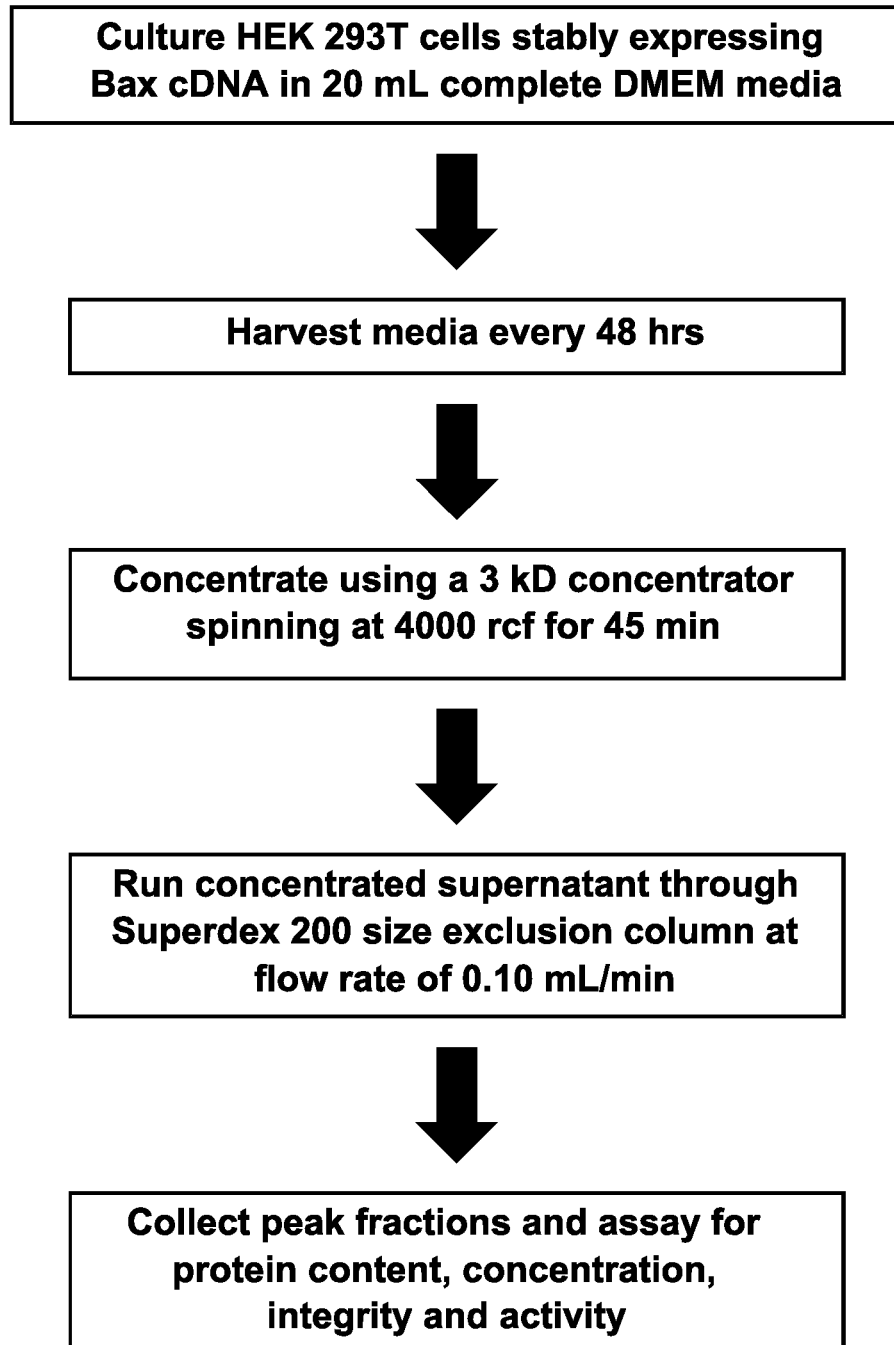 Culture HEK 293T cells stably expressing
Bax cDNA in 20 mL complete DMEM media
Harvest media every 48 hrs
Concentrate using a 3 kD concentrator
spinning at 4000 rcf for 45 min
Run concentrated supernatant through
Superdex 200 size exclusion column at
flow rate of 0.10 mL/min
Collect peak fractions and assay for
protein content, concentration,
integrity and activity